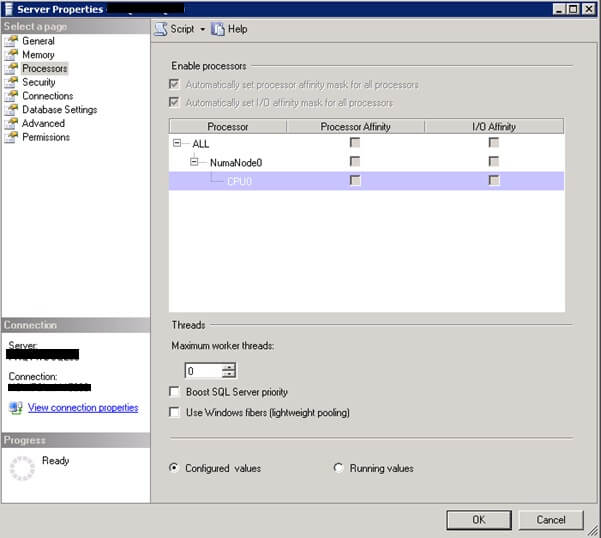 Server Properties
Select a page
General
Memory
Processors
Security
Connections
Database Settings
Advanced
Permissions
Connection
Server:
Connection:
View connection properties
Progress
Ready
Script
Help
Enable processors
Automatically set processor affinity mask for all processors
Automatically set I/O affinity mask for all processors
Processor Processor Affinity I/O Affinity
ALL
NumaNode0
CPU0
Threads
Maximum worker threads:
0
Boost SQL Server priority
Use Windows fibers (lightweight pooling)
Configured values Running values
OK Cancel